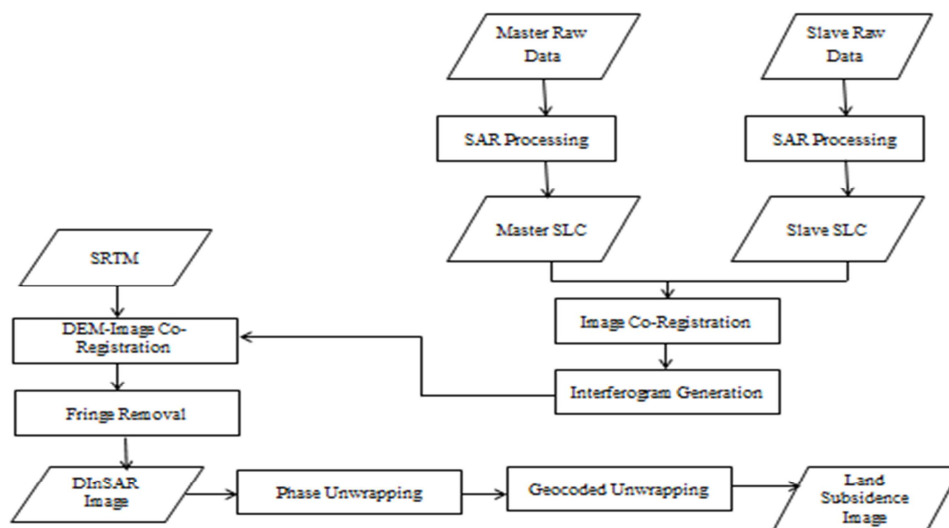 Master Raw
Data
Slave Raw
Data
SAR Processing
SAR Processing
Master SLC
Slave SLC
SRTM
Image Co-Registration
DEM-Image Co-
Registration
Interferogram Generation
Fringe Removal
DInSAR
Image
Phase Unwrapping
Geocoded Unwrapping
Land
Subsidence
Image